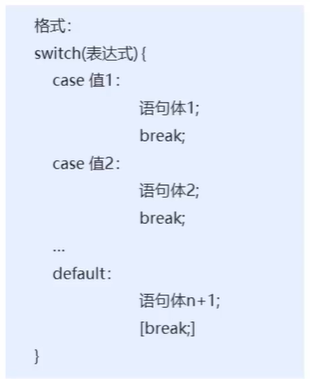 格式：
switch(表达式) {
case 值1：
语句体1;
break;
case 值2：
语句体2;
break;
...
default：
语句体n+1;
[break;]
}